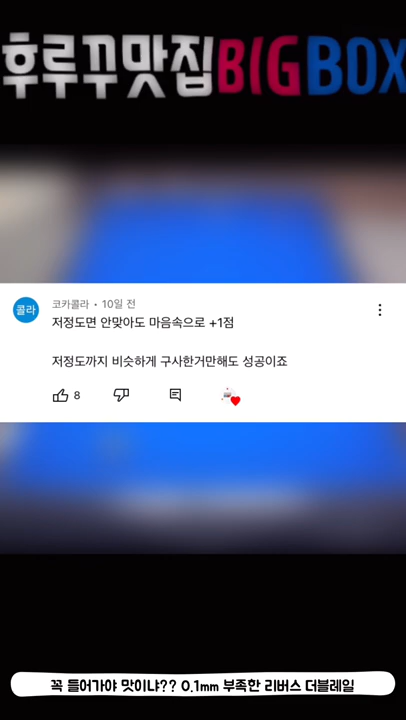 후루꾸맛집BIGBOX
콜라
코카콜라 • 10일 전
저정도면 안맞아도 마음속으로 +1점
저정도까지 비슷하게 구사한거만해도 성공이죠
8
꼭 들어가야 맛이냐?? 0.1mm 부족한 리버스 더블레일